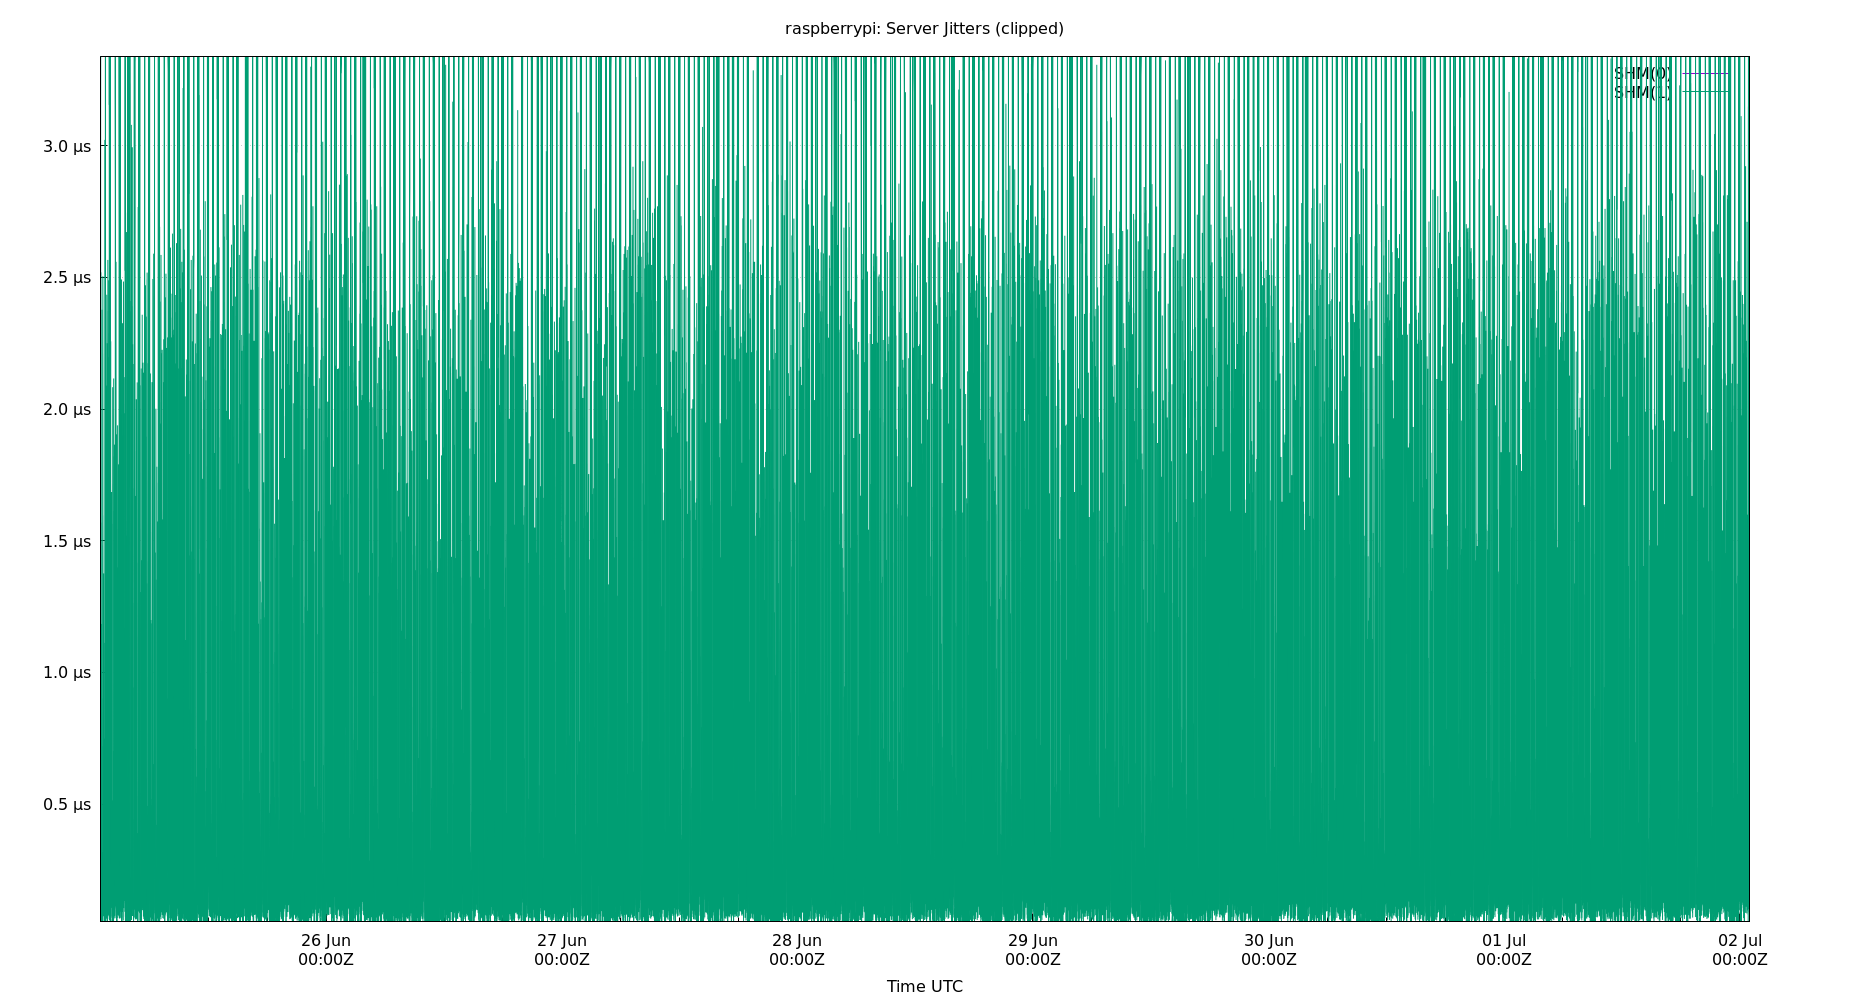 raspberrypi: Server Jitters (clipped)
SHM(0)
SHM(1)
3.0 µs
2.5 µs
2.0 µs
1.5 µs
1.0 µs
0.5 µs
26 Jun 27 Jun 28 Jun 29 Jun 30 Jun 01 Jul 02 Jul
00:00Z 00:00Z 00:00Z 00:00Z 00:00Z 00:00Z 00:00Z
Time UTC